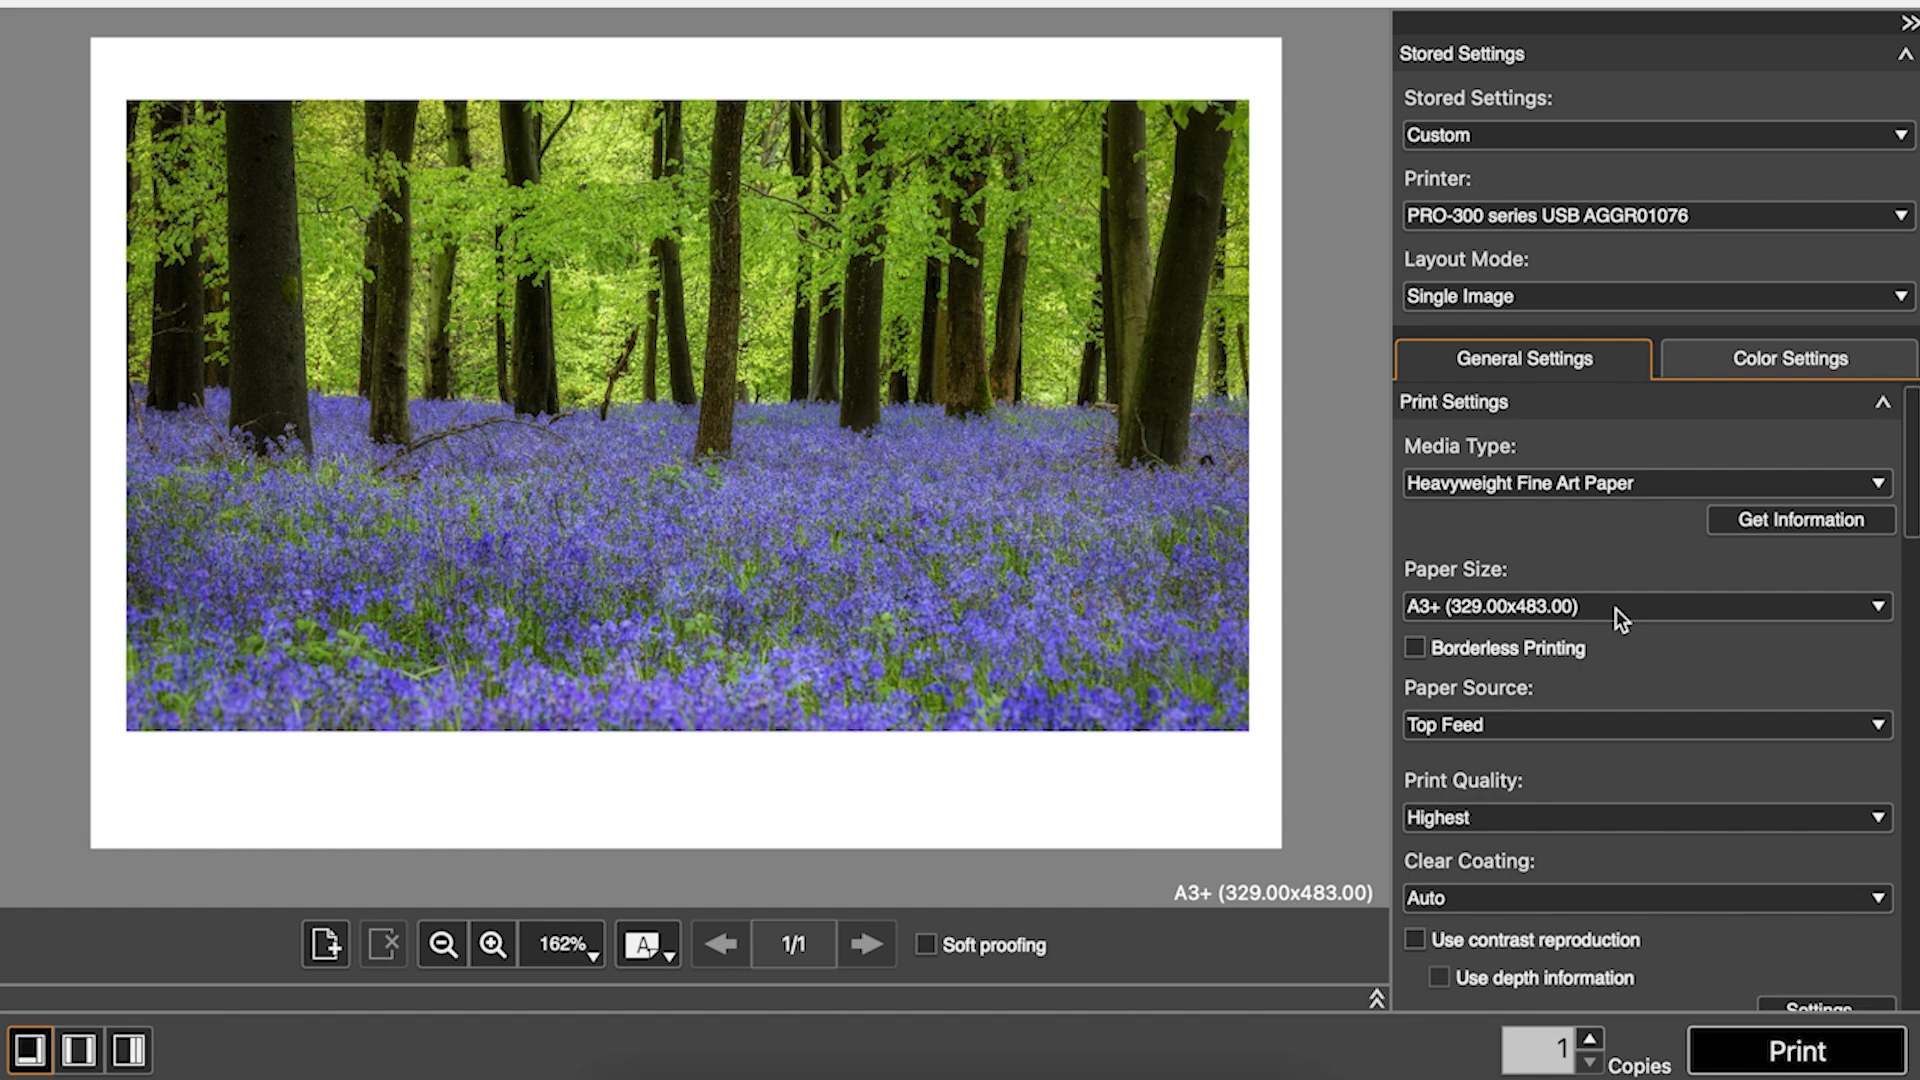 Stored Settings
Stored Settings:
Custom
Printer:
PRO-300 series USB AGGR01076
Layout Mode:
Single Image
General Settings
Color Settings
Print Settings
Media Type:
Heavyweight Fine Art Paper
Get Information
Paper Size:
A3+ (329.00x483.00)
Borderless Printing
Paper Source:
Top Feed
Print Quality:
Highest
Clear Coating:
Auto
Use contrast reproduction
Use depth information
Settings
A3+ (329.00x483.00)
162%
A
1/1
Soft proofing
1
Copies
Print